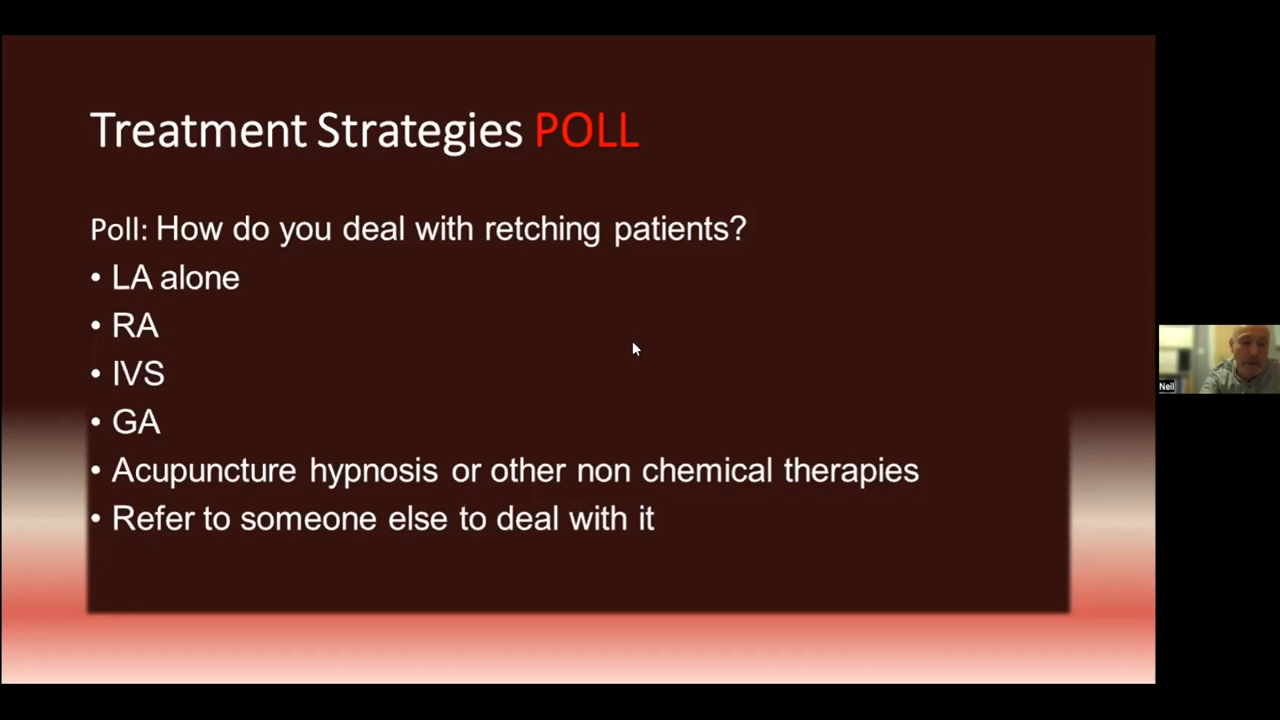 Treatment Strategies POLL
Poll: How do you deal with retching patients?
• LA alone
• RA
• IVS
• GA
• Acupuncture hypnosis or other non chemical therapies
• Refer to someone else to deal with it
Neil